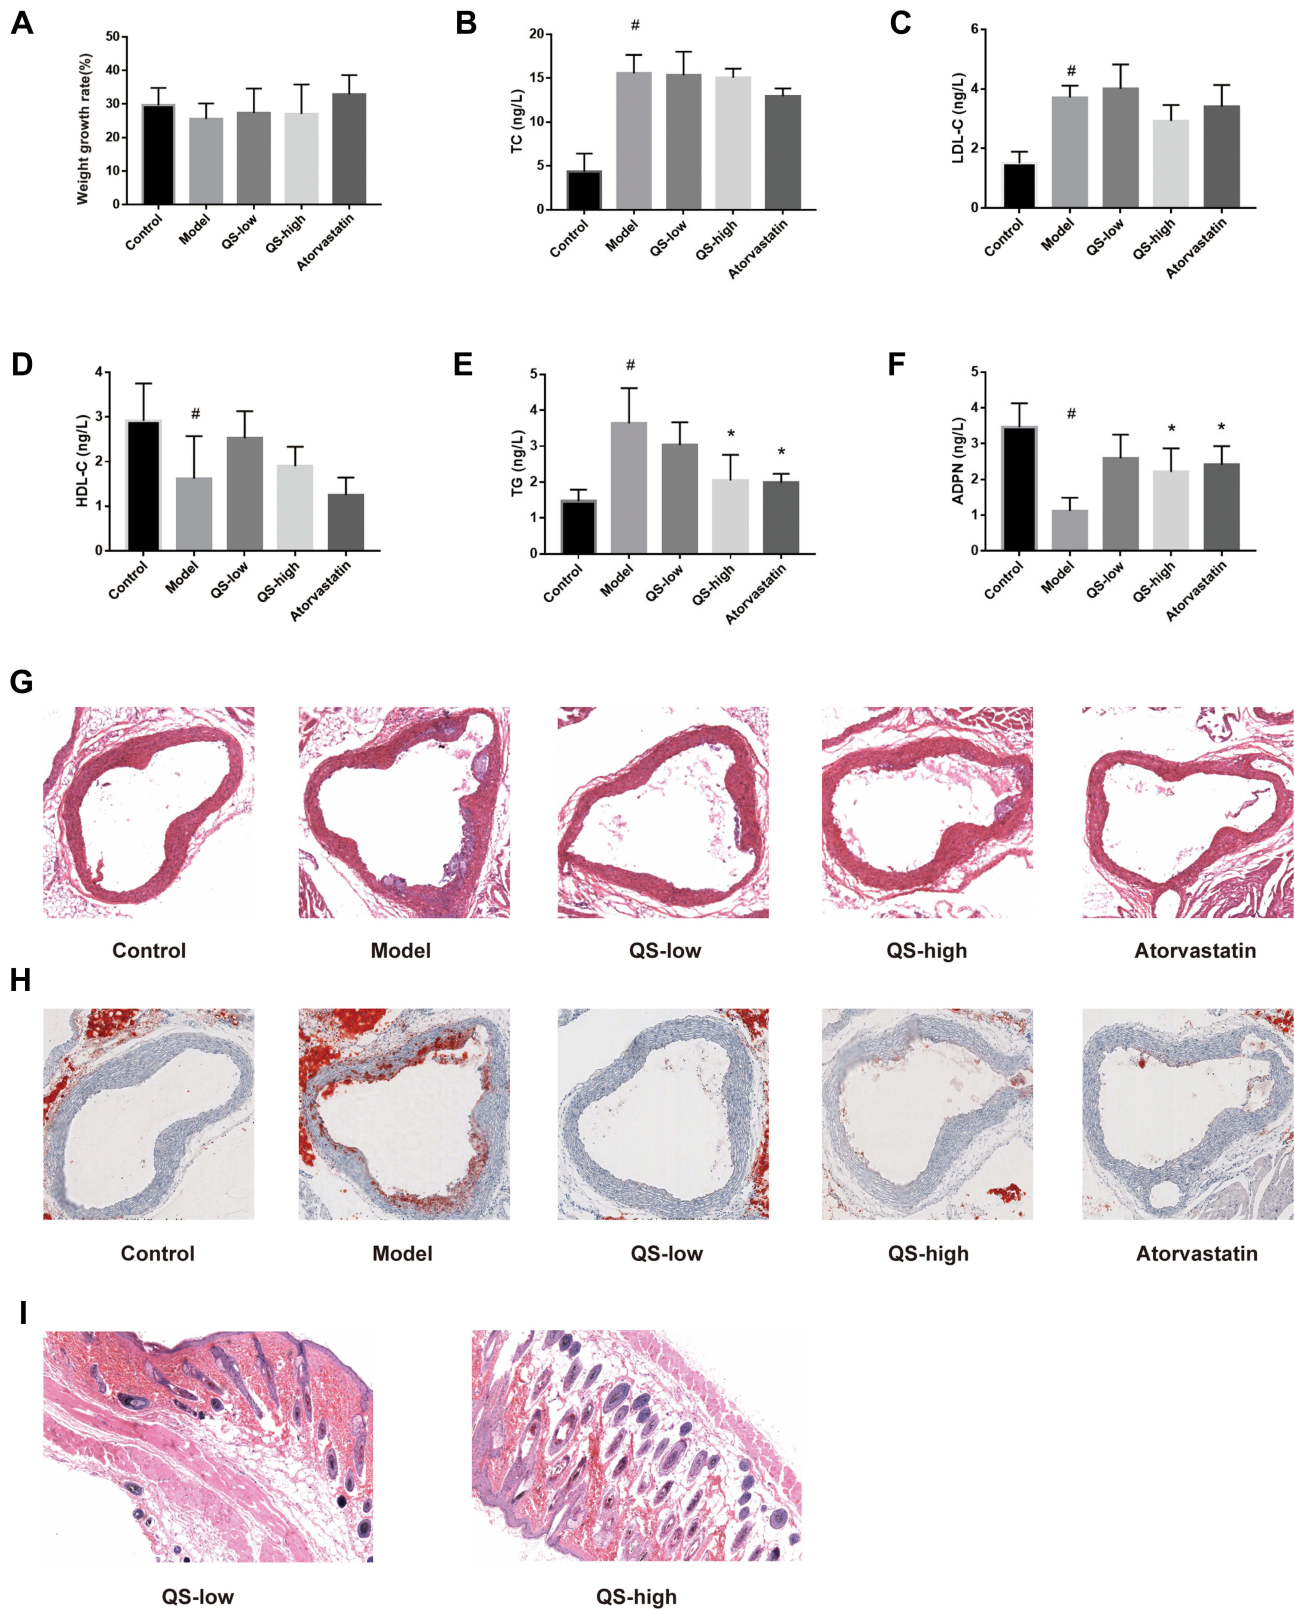 A
Weight growth rate(%)
50
40
30
20
10
0
Control
Model
QS-low
QS-high
Atorvastatin
B
TC (ng/L)
20
15
10
5
0
#
Control
Model
QS-low
QS-high
Atorvastatin
C
LDL-C (ng/L)
6
4
2
0
#
Control
Model
QS-low
QS-high
Atorvastatin
D
HDL-C (ng/L)
4
3
2
1
0
#
Control
Model
QS-low
QS-high
Atorvastatin
E
TG (ng/L)
5
4
3
2
1
0
#
*
*
Control
Model
QS-low
QS-high
Atorvastatin
F
ADPN (ng/L)
5
4
3
2
1
0
#
*
*
Control
Model
QS-low
QS-high
Atorvastatin
G
Control
Model
QS-low
QS-high
Atorvastatin
H
Control
Model
QS-low
QS-high
Atorvastatin
I
QS-low
QS-high